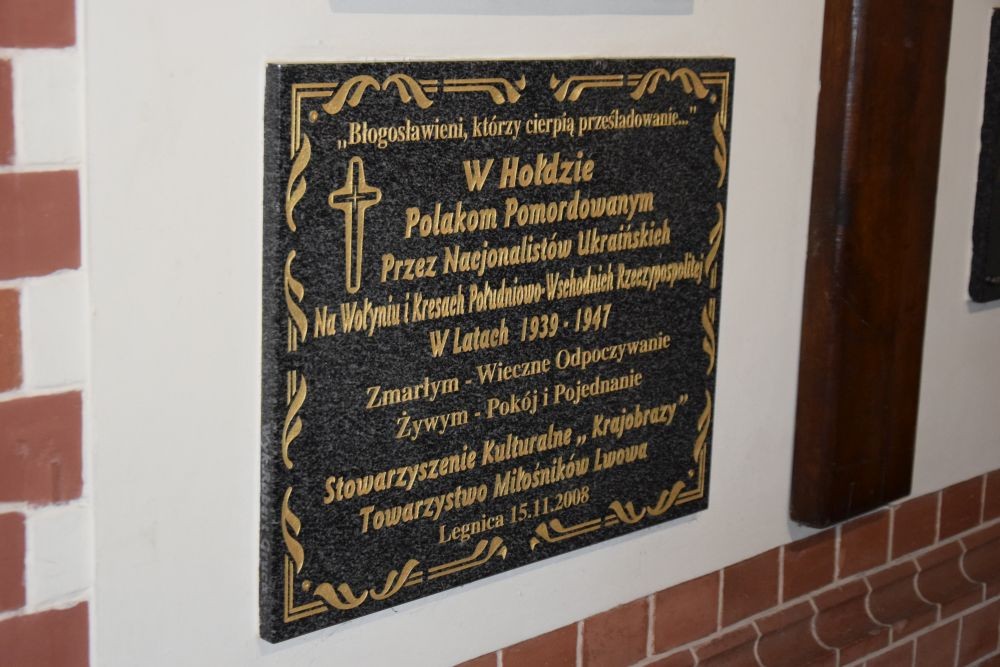 „Błogosławieni, którzy cierpią prześladowanie..."
W Hołdzie
Polakom Pomordowanym
Przez Nacjonalistów Ukraińskich
Na Wołyniu i Kresach Południowo-Wschodnich Rzeczypospolitej
W Latach 1939 - 1947
Zmarłym - Wieczne Odpoczywanie
Żywym - Pokój i Pojednanie
Stowarzyszenie Kulturalne „ Krajobrazy ”
Towarzystwo Miłośników Lwowa
Legnica 15.11.2008